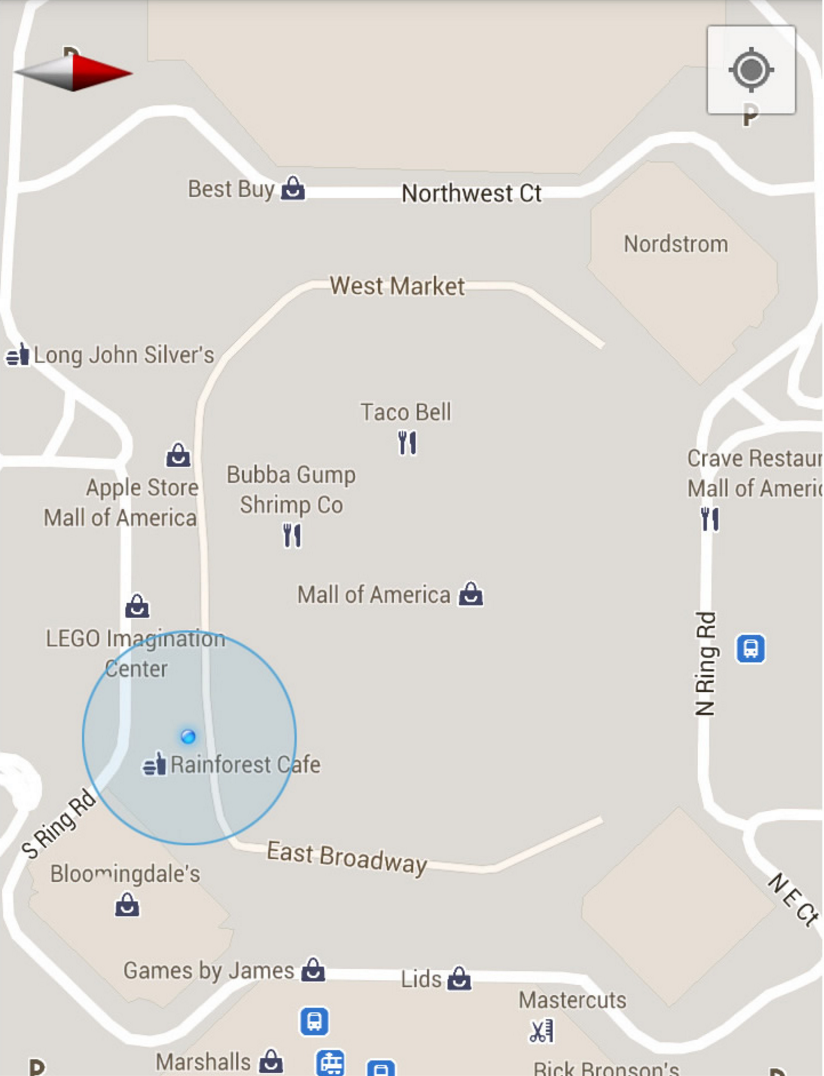 P
P
Best Buy
Northwest Ct
Nordstrom
West Market
Long John Silver's
Taco Bell
Crave Restaur
Mall of Americ
Bubba Gump
Shrimp Co
Apple Store
Mall of America
Mall of America
LEGO Imagination
Center
N Ring Rd
Rainforest Cafe
S Ring Rd
East Broadway
Bloomingdale's
N E Ct
Games by James
Lids
Mastercuts
Marshalls
P
Rick Bronson's